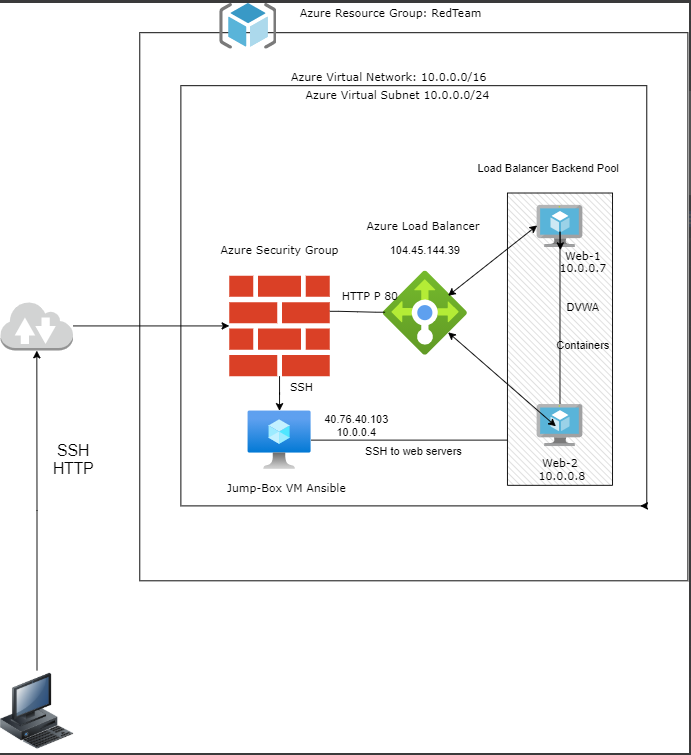 Azure Resource Group: RedTeam
Azure Virtual Network: 10.0.0.0/16
Azure Virtual Subnet 10.0.0.0/24
Load Balancer Backend Pool
Azure Load Balancer
104.45.144.39
Azure Security Group
HTTP P 80
Web-1
10.0.0.7
DVWA
Containers
SSH
40.76.40.103
10.0.0.4
SSH to web servers
Jump-Box VM Ansible
Web-2
10.0.0.8
SSH
HTTP